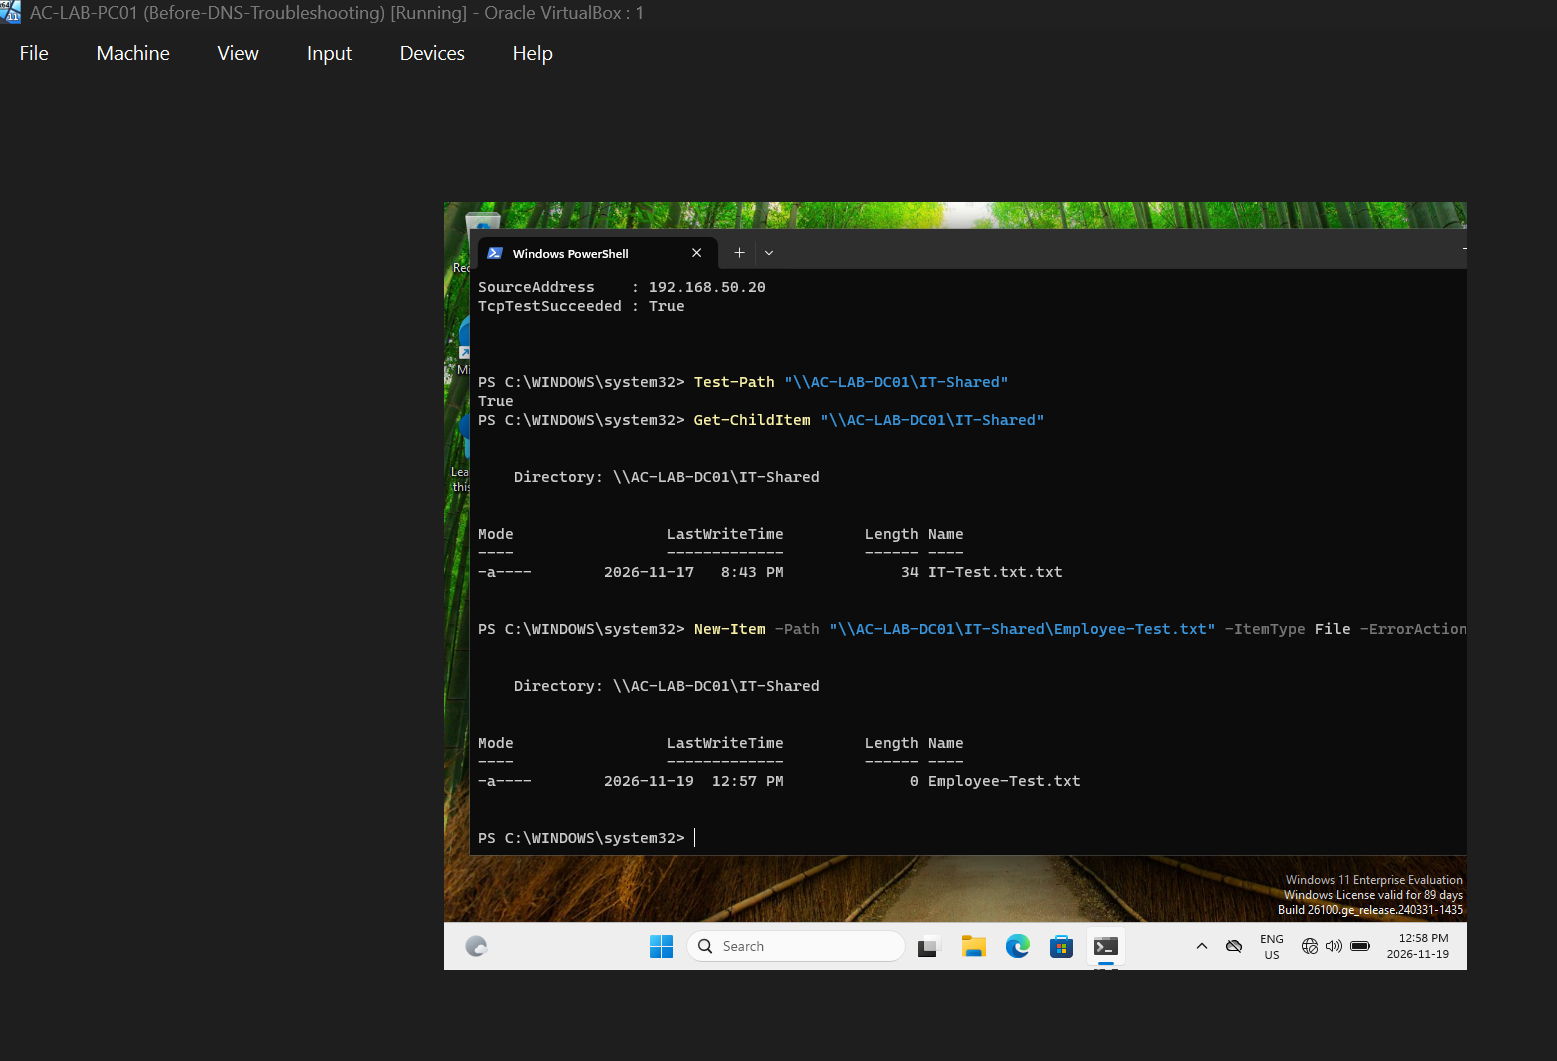 AC-LAB-PC01 (Before-DNS-Troubleshooting) [Running] - Oracle VirtualBox : 1
File Machine View Input Devices Help
Windows PowerShell
SourceAddress : 192.168.50.20
TcpTestSucceeded : True
PS C:\WINDOWS\system32> Test-Path "\\AC-LAB-DC01\IT-Shared"
True
PS C:\WINDOWS\system32> Get-ChildItem "\\AC-LAB-DC01\IT-Shared"
Directory: \\AC-LAB-DC01\IT-Shared
Mode LastWriteTime Length Name
---- ------------- ------ ----
-a---- 2026-11-17 8:43 PM 34 IT-Test.txt.txt
PS C:\WINDOWS\system32> New-Item -Path "\\AC-LAB-DC01\IT-Shared\Employee-Test.txt" -ItemType File -ErrorAction
Directory: \\AC-LAB-DC01\IT-Shared
Mode LastWriteTime Length Name
---- ------------- ------ ----
-a---- 2026-11-19 12:57 PM 0 Employee-Test.txt
PS C:\WINDOWS\system32>
Rec
Mi
Lea
this
Windows 11 Enterprise Evaluation
Windows License valid for 89 days
Build 26100.ge_release.240331-1435
Search
ENG
US
12:58 PM
2026-11-19